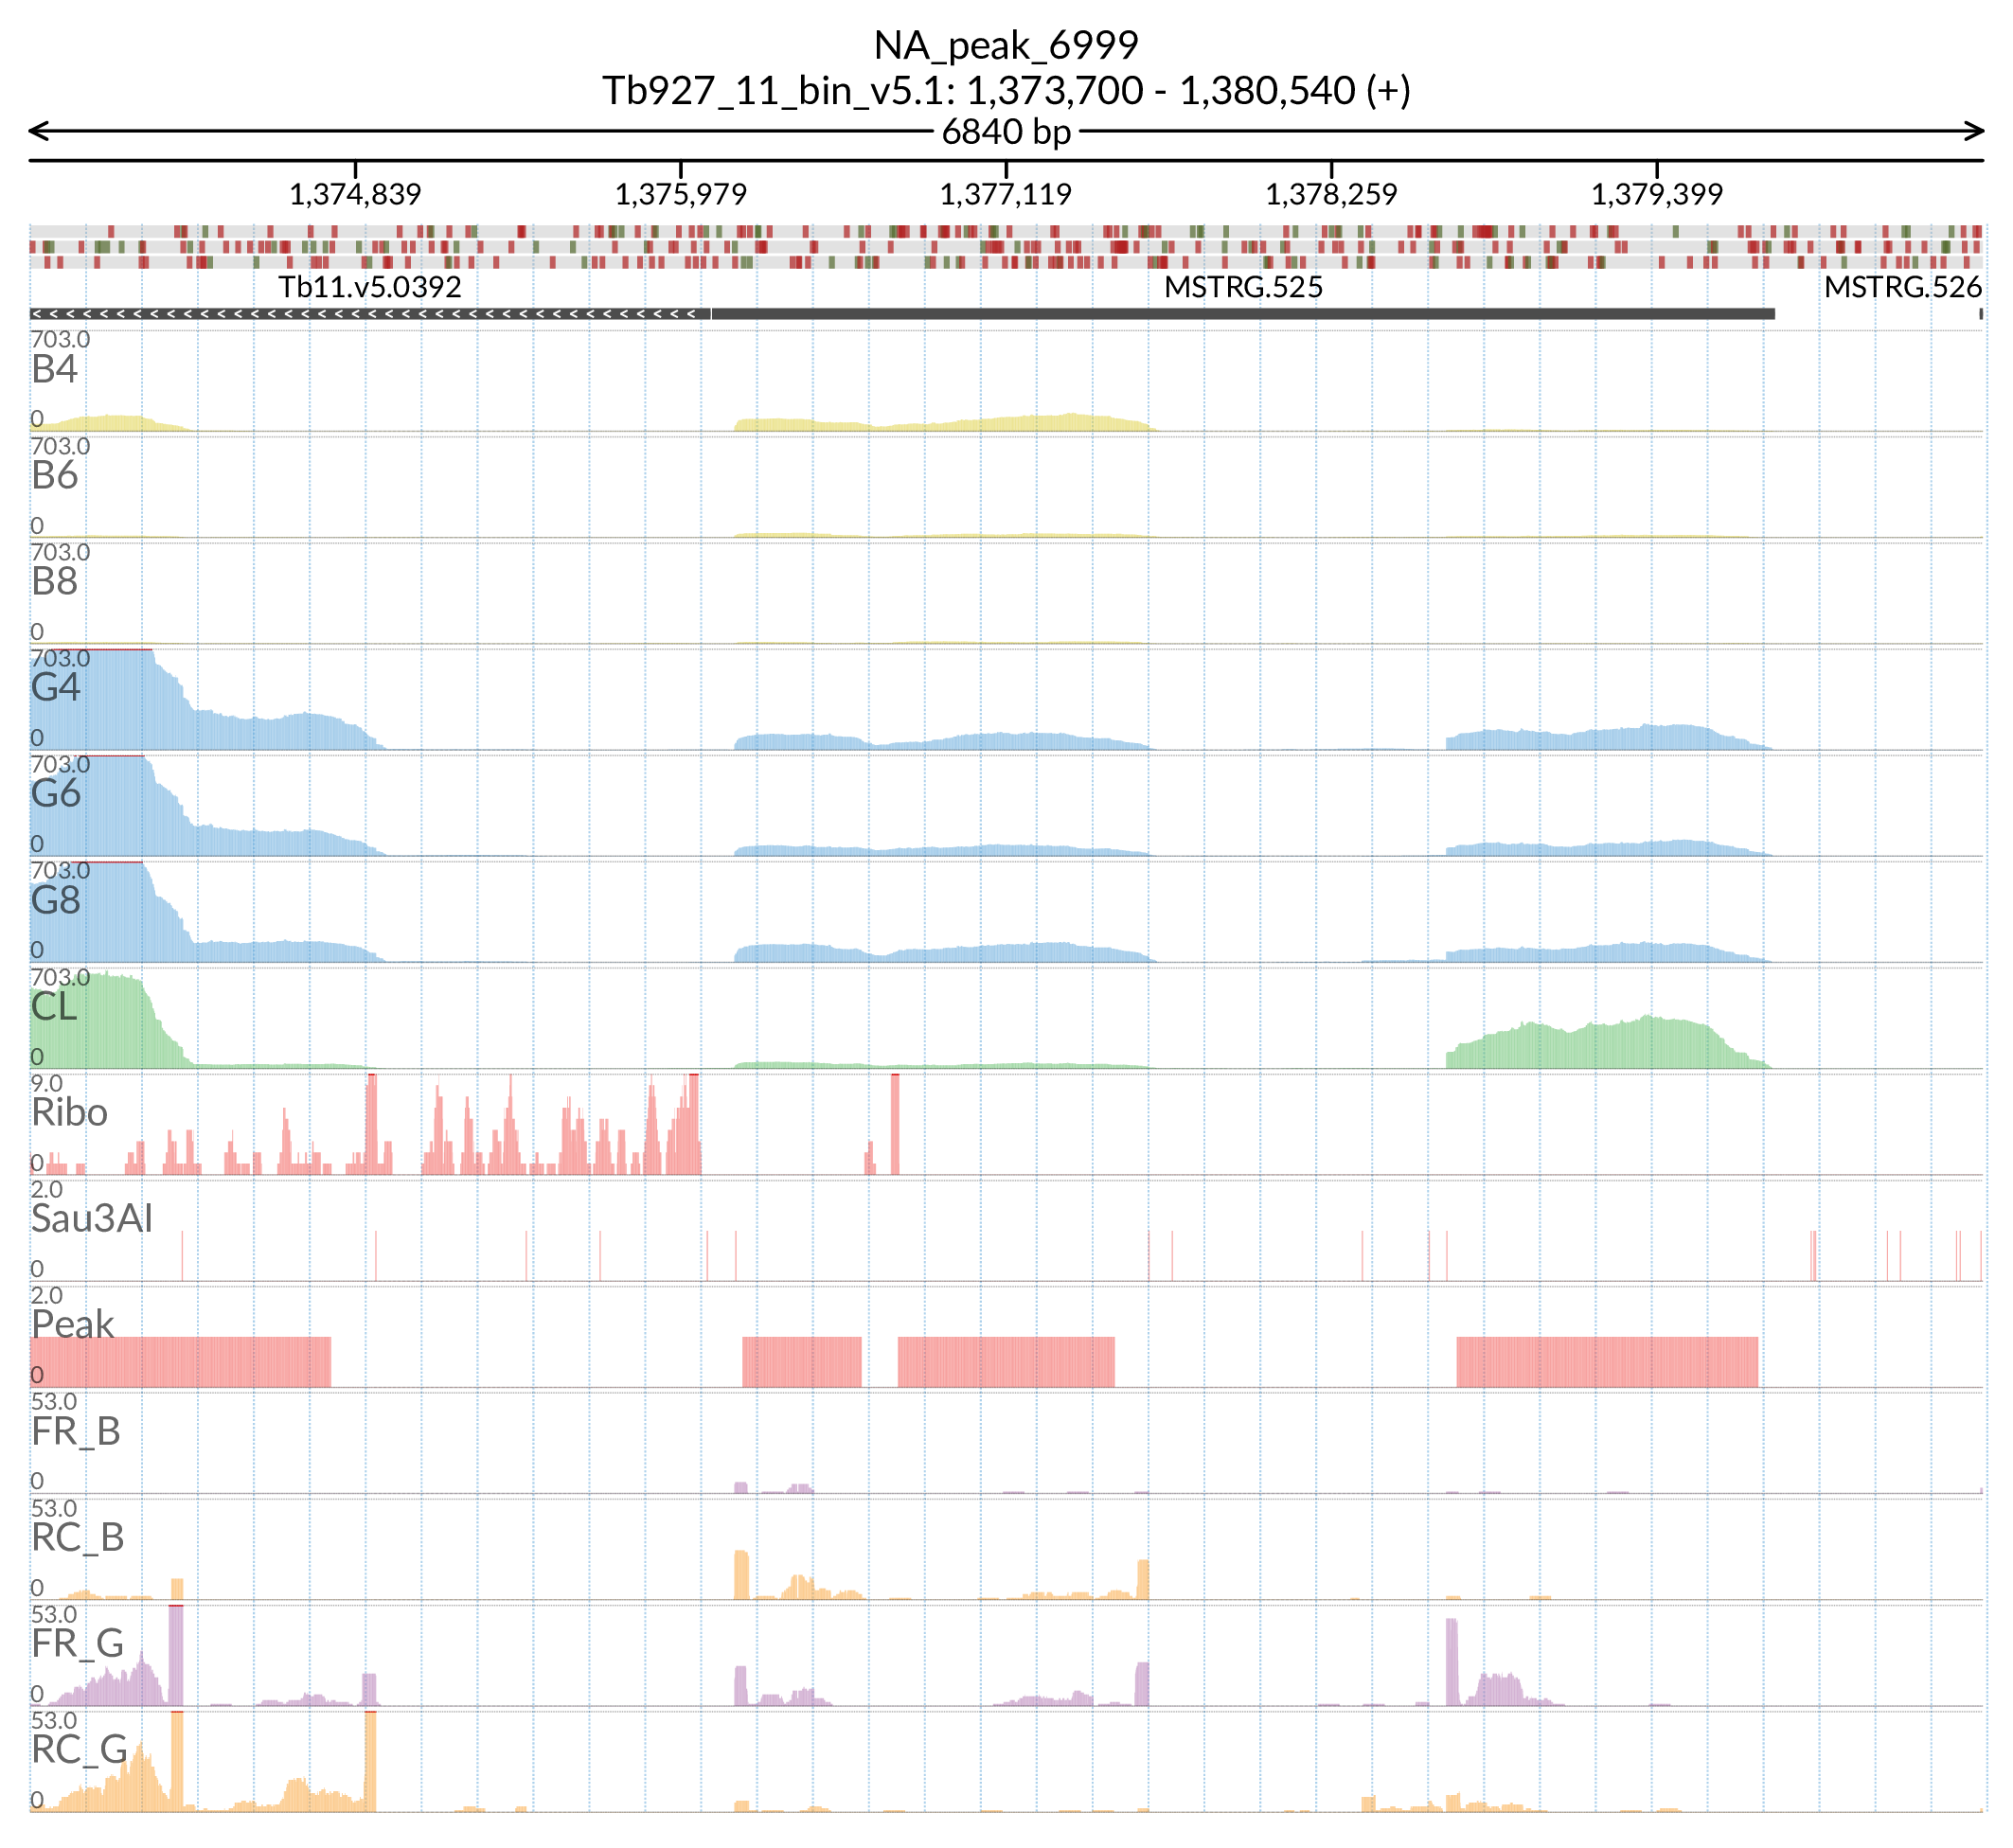 NA_peak_6999
Tb927_11_bin_v5.1: 1,373,700 - 1,380,540 (+)
6840 bp
1,374,839 1,375,979 1,377,119 1,378,259 1,379,399
Tb11.v5.0392 MSTRG.525 MSTRG.526
703.0
B4
0
703.0
B6
0
703.0
B8
0
703.0
G4
0
703.0
G6
0
703.0
G8
0
703.0
CL
0
9.0
Ribo
0
2.0
Sau3AI
0
2.0
Peak
0
53.0
FR_B
0
53.0
RC_B
0
53.0
FR_G
0
53.0
RC_G
0